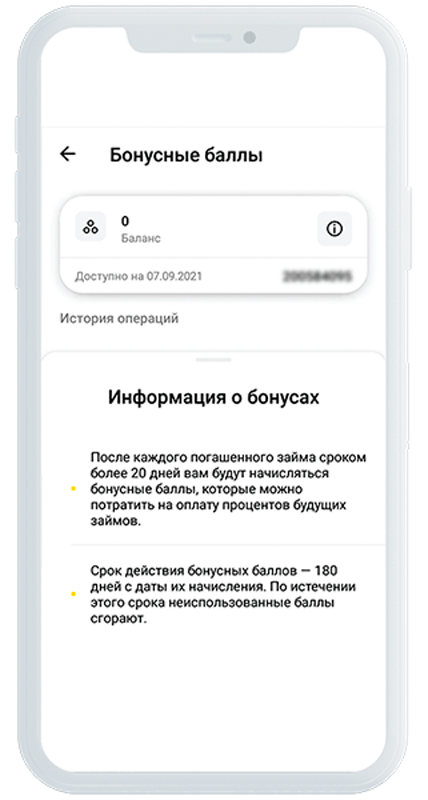 Бонусные баллы
0
Баланс
Доступно на 07.09.2021
История операций
Информация о бонусах
После каждого погашенного займа сроком
более 20 дней вам будут начисляться
бонусные баллы, которые можно
потратить на оплату процентов будущих
займов.
Срок действия бонусных баллов — 180
дней с даты их начисления. По истечении
этого срока неиспользованные баллы
сгорают.